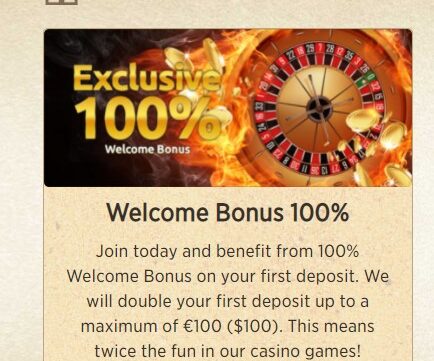 Exclusive
100%
Welcome Bonus
Welcome Bonus 100%
Join today and benefit from 100%
Welcome Bonus on your first deposit. We
will double your first deposit up to a
maximum of €100 ($100). This means
twice the fun in our casino games!